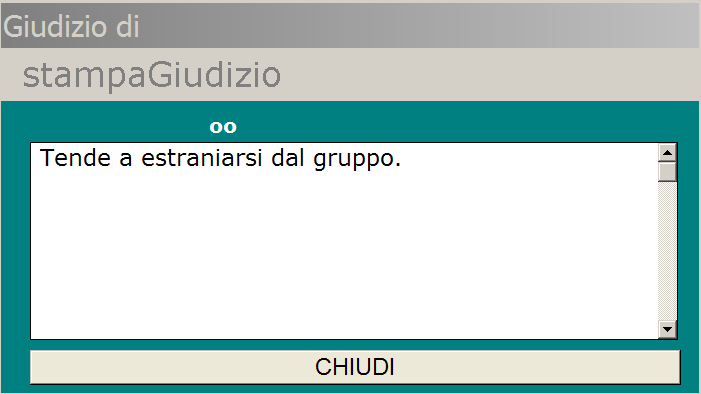 Giudizio di
stampaGiudizio
oo
Tende a estraniarsi dal gruppo.
CHIUDI